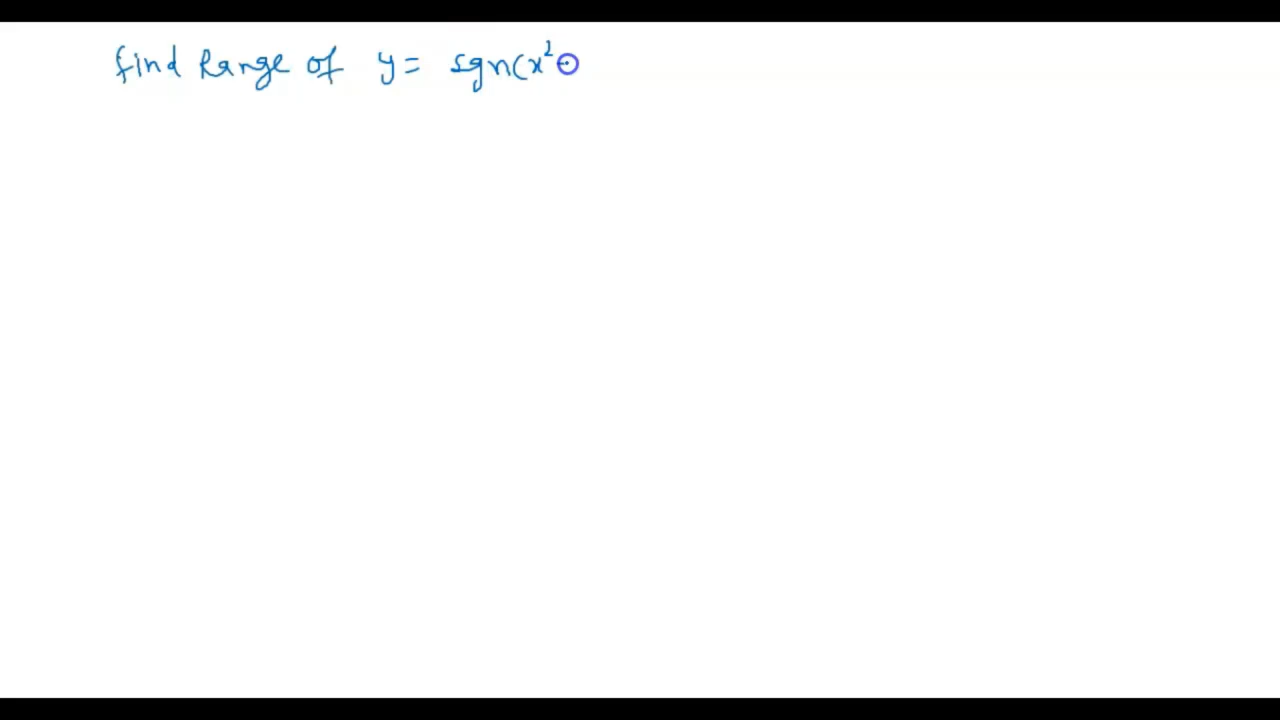 find Range of y = sgn(x² -